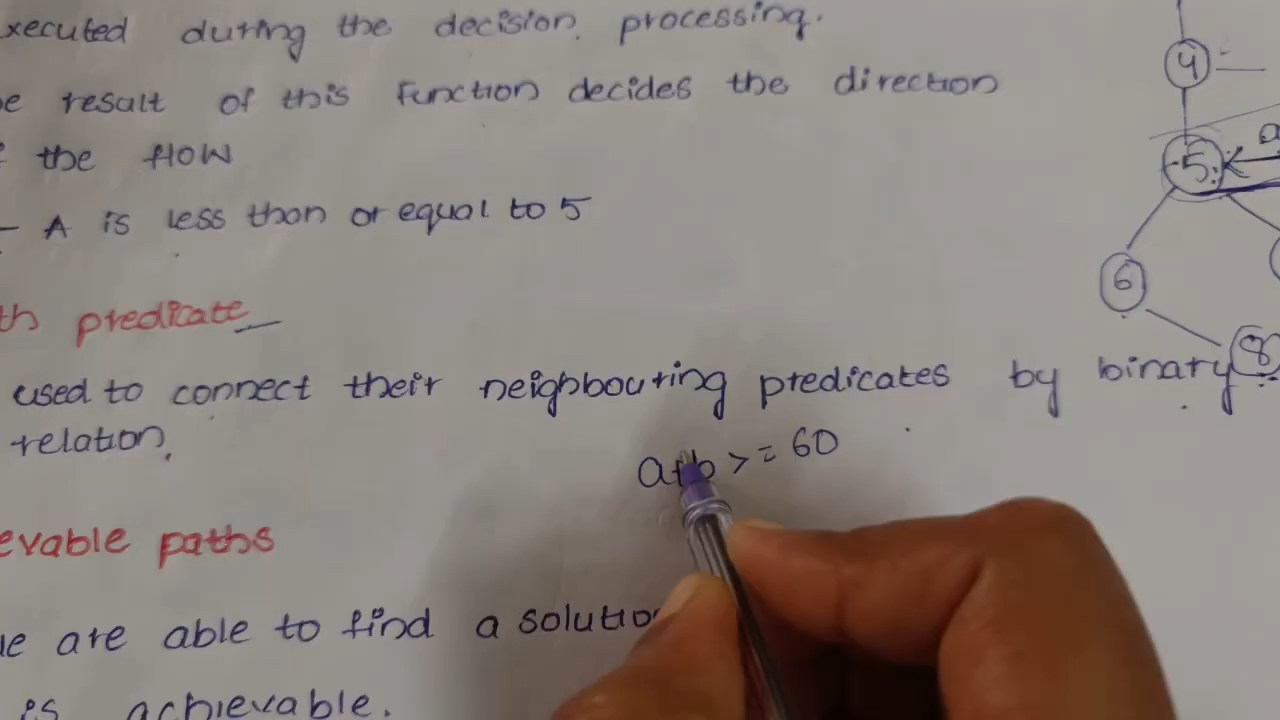 xecuted during the decision processing.
e result of this function decides the direction
the flow
- A is less than or equal to 5
th predicate
used to connect their neighbouring predicates by binary
relation.
a+b >= 60
evable paths
e are able to find a solution
is achievable.
4
5
a
6
8